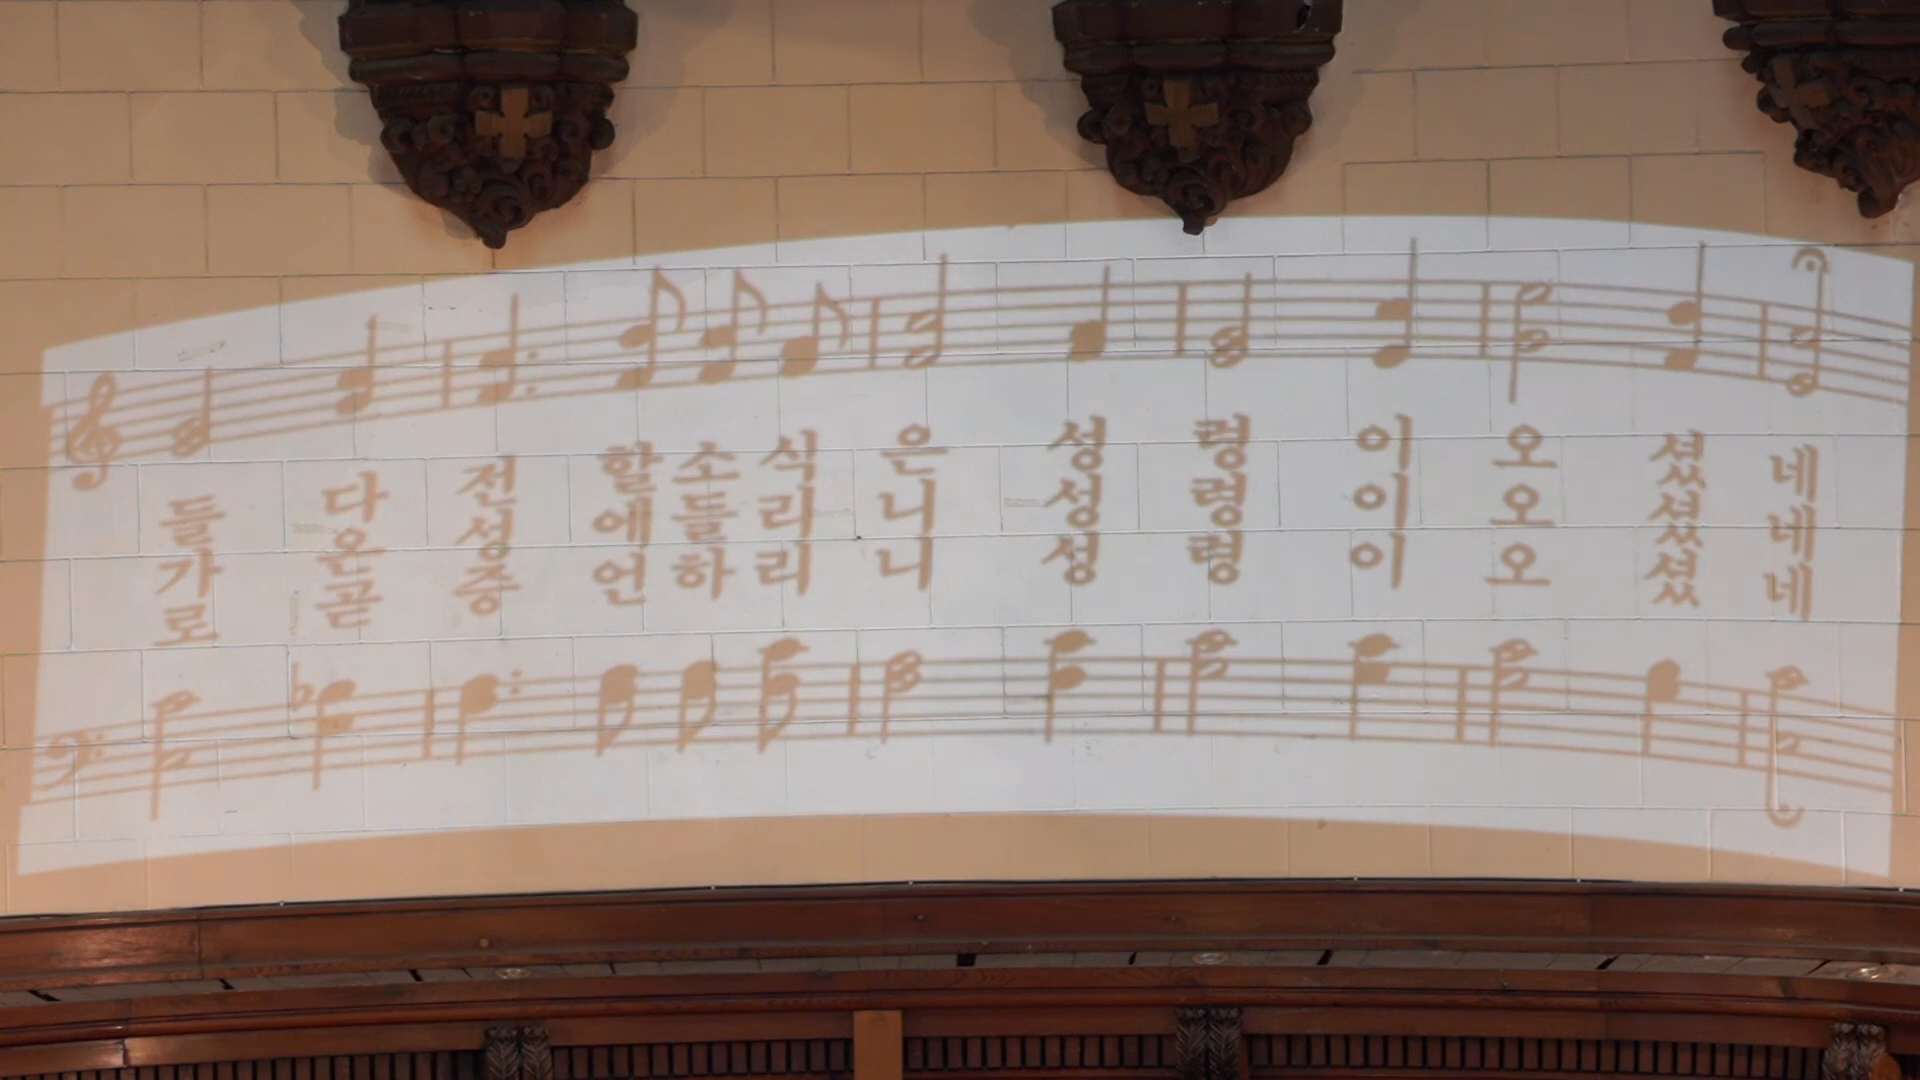 들 다 전 할 소 식 은 성 령 이 오 셨 네
가 온 성 에 들 리 니 성 령 이 오 셨 네
로 곧 증 언 하 리 니 성 령 이 오 셨 네